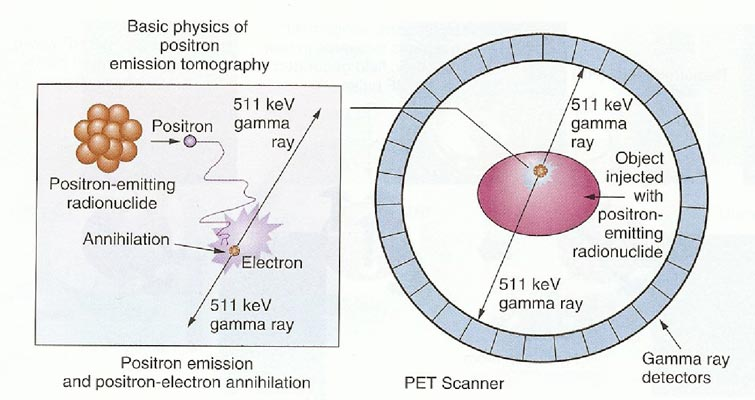 Basic physics of
positron
emission tomography
511 keV
gamma
ray
Positron
Positron-emitting
radionuclide
Annihilation
Electron
511 keV
gamma ray
Positron emission
and positron-electron annihilation
511 keV
gamma
ray
Object
injected
with
positron-
emitting
radionuclide
511 keV
gamma ray
PET Scanner
Gamma ray
detectors